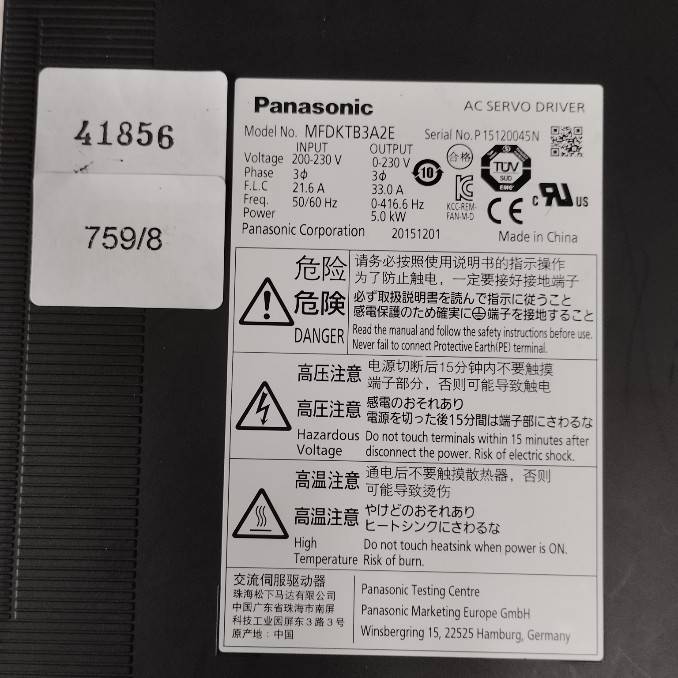 41856
759/8
Panasonic AC SERVO DRIVER
Model No. MFDKTB3A2E Serial No. P15120045N
INPUT OUTPUT
Voltage 200-230 V 0-230 V
Phase 3ϕ 3ϕ
F.L.C 21.6 A 33.0 A
Freq. 50/60 Hz 0-416.6 Hz
Power 5.0 kW
Panasonic Corporation 20151201
10
合格
KCC-REM-
FAN-M-D
TÜV
SÜD
CE
c RU US
Made in China
危险 请务必按照使用说明书的指示操作
为了防止触电，一定要接好接地端子
危険 必ず取扱説明書を読んで指示に従うこと
感電保護のため確実に⏚端子を接地すること
DANGER Read the manual and follow the safety instructions before use.
Never fail to connect Protective Earth(PE) terminal.
高压注意 电源切断后15分钟内不要触摸
端子部分，否则可能导致触电
高圧注意 感電のおそれあり
電源を切った後15分間は端子部にさわるな
Hazardous Do not touch terminals within 15 minutes after
Voltage disconnect the power. Risk of electric shock.
高温注意 通电后不要触摸散热器，否则
可能导致烫伤
高温注意 やけどのおそれあり
ヒートシンクにさわるな
High Do not touch heatsink when power is ON.
Temperature Risk of burn.
交流伺服驱动器
珠海松下马达有限公司
中国广东省珠海市南屏
科技工业园屏东3路3号
原产地：中国
Panasonic Testing Centre
Panasonic Marketing Europe GmbH
Winsbergring 15, 22525 Hamburg, Germany